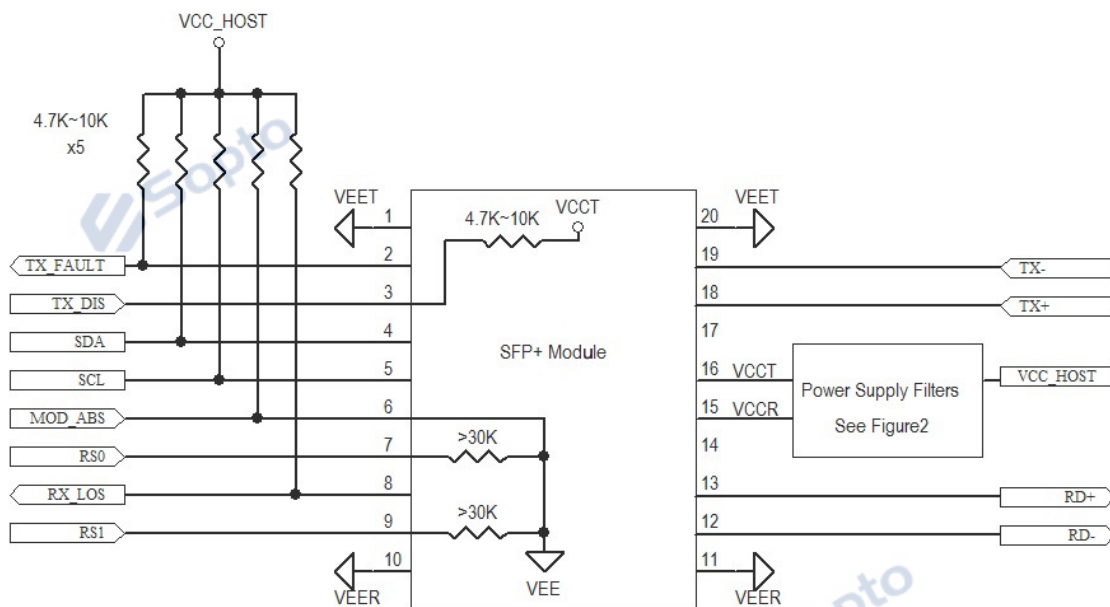 VCC_HOST
4.7K~10K
x5
Sopto
VEET
1
4.7K~10K
VCCT
20
VEET
TX_FAULT
2
19
TX-
TX_DIS
3
18
TX+
SDA
4
17
SFP+ Module
SCL
5
16
VCCT
Power Supply Filters
See Figure2
VCC_HOST
MOD_ABS
6
15
VCCR
RS0
7
>30K
14
RX_LOS
8
13
RD+
RS1
9
>30K
12
RD-
10
VEER
VEE
11
VEER
opto